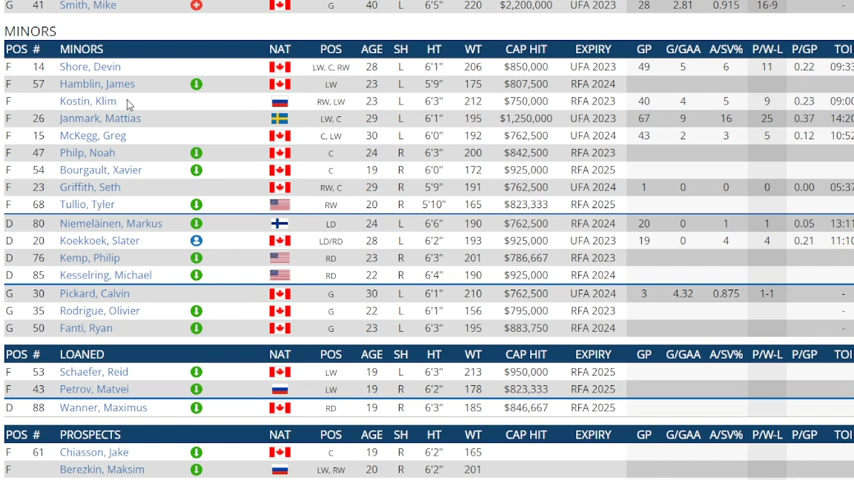 G 41 Smith, Mike G 40 L 6'5" 220 $2,200,000 UFA 2023 28 2.81 0.915 16-9 -
MINORS
POS # MINORS NAT POS AGE SH HT WT CAP HIT EXPIRY GP G/GAA A/SV% P/W-L P/GP TOI
F 14 Shore, Devin LW, C, RW 28 L 6'1" 206 $850,000 UFA 2023 49 5 6 11 0.22 09:33
F 57 Hamblin, James LW 23 L 5'9" 175 $807,500 RFA 2024
F Kostin, Klim RW, LW 23 L 6'3" 212 $750,000 RFA 2023 40 4 5 9 0.23 09:00
F 26 Janmark, Mattias LW, C 29 L 6'1" 195 $1,250,000 UFA 2023 67 9 16 25 0.37 14:20
F 15 McKegg, Greg C, LW 30 L 6'0" 192 $762,500 UFA 2023 43 2 3 5 0.12 10:52
F 47 Philp, Noah C 24 R 6'3" 200 $842,500 RFA 2023
F 54 Bourgault, Xavier C 19 R 6'0" 172 $925,000 RFA 2025
F 23 Griffith, Seth RW, C 29 R 5'9" 191 $762,500 UFA 2024 1 0 0 0 0.00 05:37
F 68 Tullio, Tyler RW 20 R 5'10" 165 $823,333 RFA 2025
D 80 Niemeläinen, Markus LD 24 L 6'6" 190 $762,500 RFA 2024 20 0 1 1 0.05 13:11
D 20 Koekkoek, Slater LD/RD 28 L 6'2" 193 $925,000 UFA 2023 19 0 4 4 0.21 11:10
D 76 Kemp, Philip RD 23 R 6'3" 201 $786,667 RFA 2023
D 85 Kesselring, Michael RD 22 R 6'4" 190 $925,000 RFA 2024
G 30 Pickard, Calvin G 30 L 6'1" 210 $762,500 UFA 2024 3 4.32 0.875 1-1 -
G 35 Rodrigue, Olivier G 22 L 6'1" 156 $795,000 RFA 2023 -
G 50 Fanti, Ryan G 23 L 6'3" 195 $883,750 RFA 2024 -
POS # LOANED NAT POS AGE SH HT WT CAP HIT EXPIRY GP G/GAA A/SV% P/W-L P/GP TOI
F 53 Schaefer, Reid LW 19 L 6'3" 213 $950,000 RFA 2025
F 43 Petrov, Matvei LW 19 R 6'2" 178 $823,333 RFA 2025
D 88 Wanner, Maximus RD 19 R 6'3" 185 $846,667 RFA 2025
POS # PROSPECTS NAT POS AGE SH HT WT CAP HIT EXPIRY GP G/GAA A/SV% P/W-L P/GP TOI
F 61 Chiasson, Jake C 19 R 6'2" 165
F Berezkin, Maksim LW, RW 20 R 6'2" 201